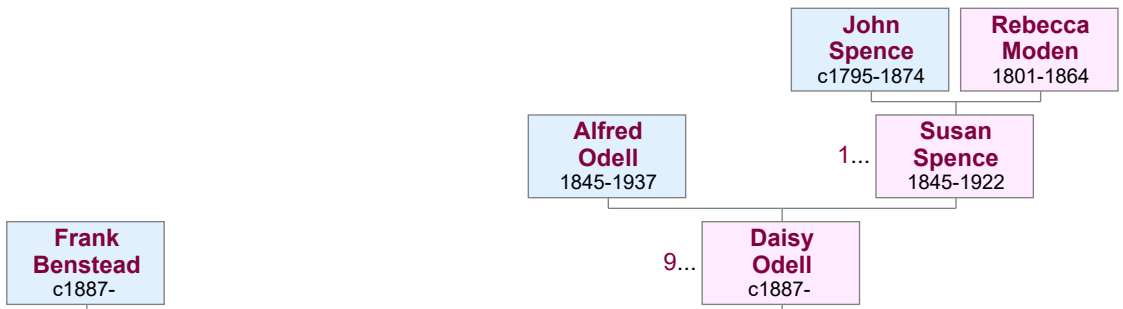 John
Spence
c1795-1874
Rebecca
Moden
1801-1864
Alfred
Odell
1845-1937
1...
Susan
Spence
1845-1922
Frank
Benstead
c1887-
9...
Daisy
Odell
c1887-